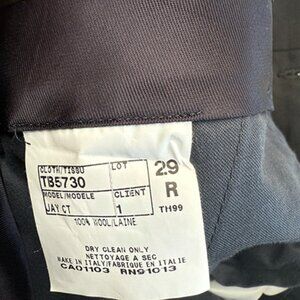 CLOTH/TISSU LOT 29
TB5730
MODEL/MODELE CLIENT R
JAY CT 1 TH99
100% WOOL/LAINE
DRY CLEAN ONLY
NETTOYAGE A SEC
MADE IN ITALY/FABRIQUE EN ITALIE
CA01103 RN91013